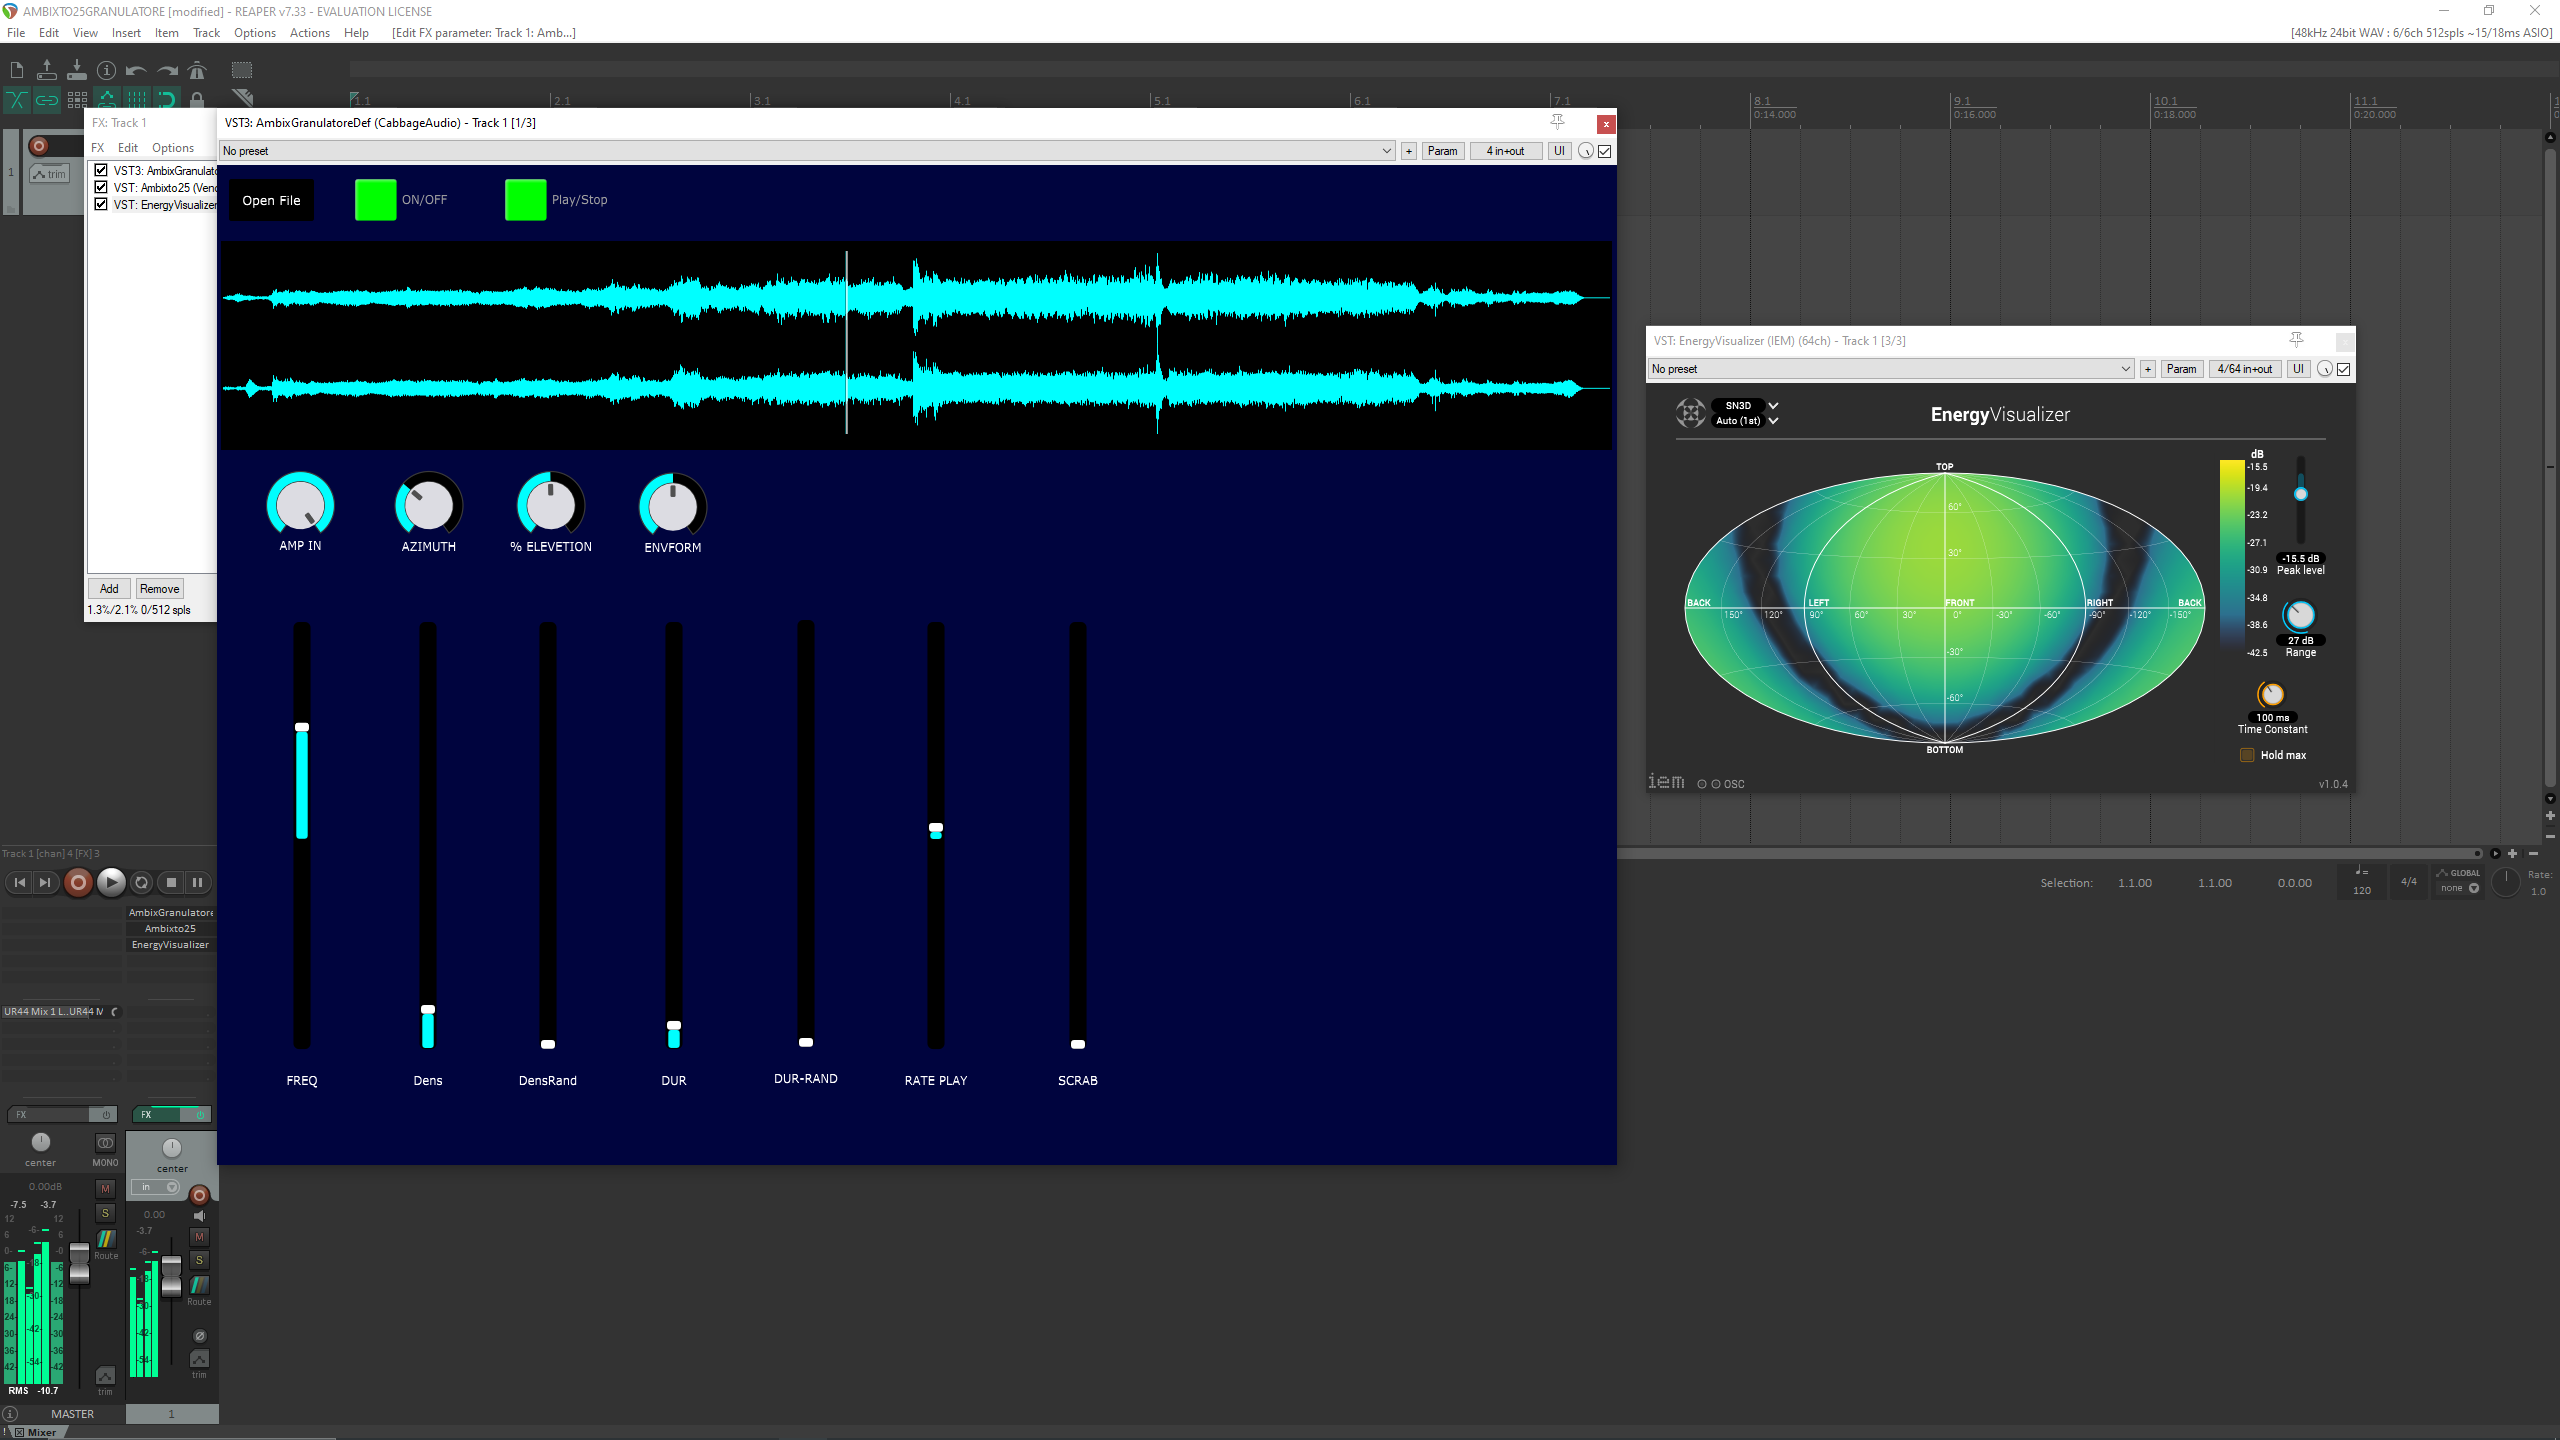 AMBIXTO25GRANULATORE [modified] - REAPER v7.33 - EVALUATION LICENSE
File Edit View Insert Item Track Options Actions Help [Edit FX parameter: Track 1: Amb...] [48kHz 24bit WAV : 6/6ch 512spls ~15/18ms ASIO]
1.1 2.1 3.1 4.1 5.1 6.1 7.1 8.1 9.1 10.1 11.1
0:14.000 0:16.000 0:18.000 0:20.000
FX: Track 1
FX Edit Options
VST3: AmbixGranulato
VST: Ambixto25 (Vend
VST: EnergyVisualizer
Add Remove
1.3%/2.1% 0/512 spls
1
trim
VST3: AmbixGranulatoreDef (CabbageAudio) - Track 1 [1/3]
x
No preset + Param 4 in+out UI
Open File ON/OFF Play/Stop
AMP IN AZIMUTH % ELEVETION ENVFORM
FREQ Dens DensRand DUR DUR-RAND RATE PLAY SCRAB
VST: EnergyVisualizer (IEM) (64ch) - Track 1 [3/3]
No preset + Param 4/64 in+out UI
SN3D
Auto (1st)
EnergyVisualizer
TOP
60°
30°
BACK LEFT FRONT RIGHT BACK
150° 120° 90° 60° 30° 0° -30° -60° -90° -120° -150°
-30°
-60°
BOTTOM
dB
-15.5
-19.4
-23.2
-27.1
-30.9
-34.8
-38.6
-42.5
-15.5 dB
Peak level
27 dB
Range
100 ms
Time Constant
Hold max
iem OSC v1.0.4
Track 1 [chan] 4 [FX] 3
Selection: 1.1.00 1.1.00 0.0.00
120
4/4
GLOBAL
none
Rate:
1.0
AmbixGranulatore
Ambixto25
EnergyVisualizer
UR44 Mix 1 L..UR44 M
FX FX
center MONO center
in
0.00dB
-7.5 -3.7
M
S
Route
trim
RMS -10.7
0.00
-3.7
M
S
Route
trim
MASTER 1
Mixer